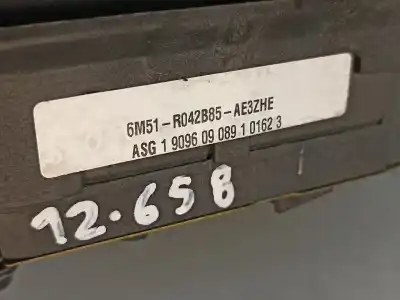 6M51-R042B85-AE3ZHE
ASG 1 9096 09 089 1 0162 3
12.658